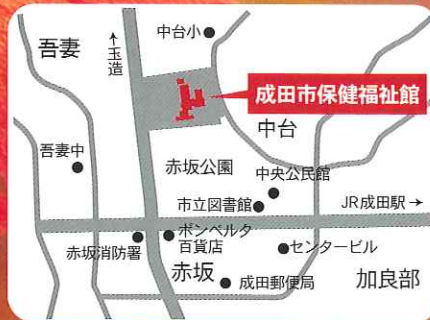 中台小
吾妻
←玉造
成田市保健福祉館
中台
吾妻中
赤坂公園
中央公民館
市立図書館
JR成田駅→
赤坂消防署
ボンベルタ
百貨店
センタービル
赤坂
成田郵便局
加良部